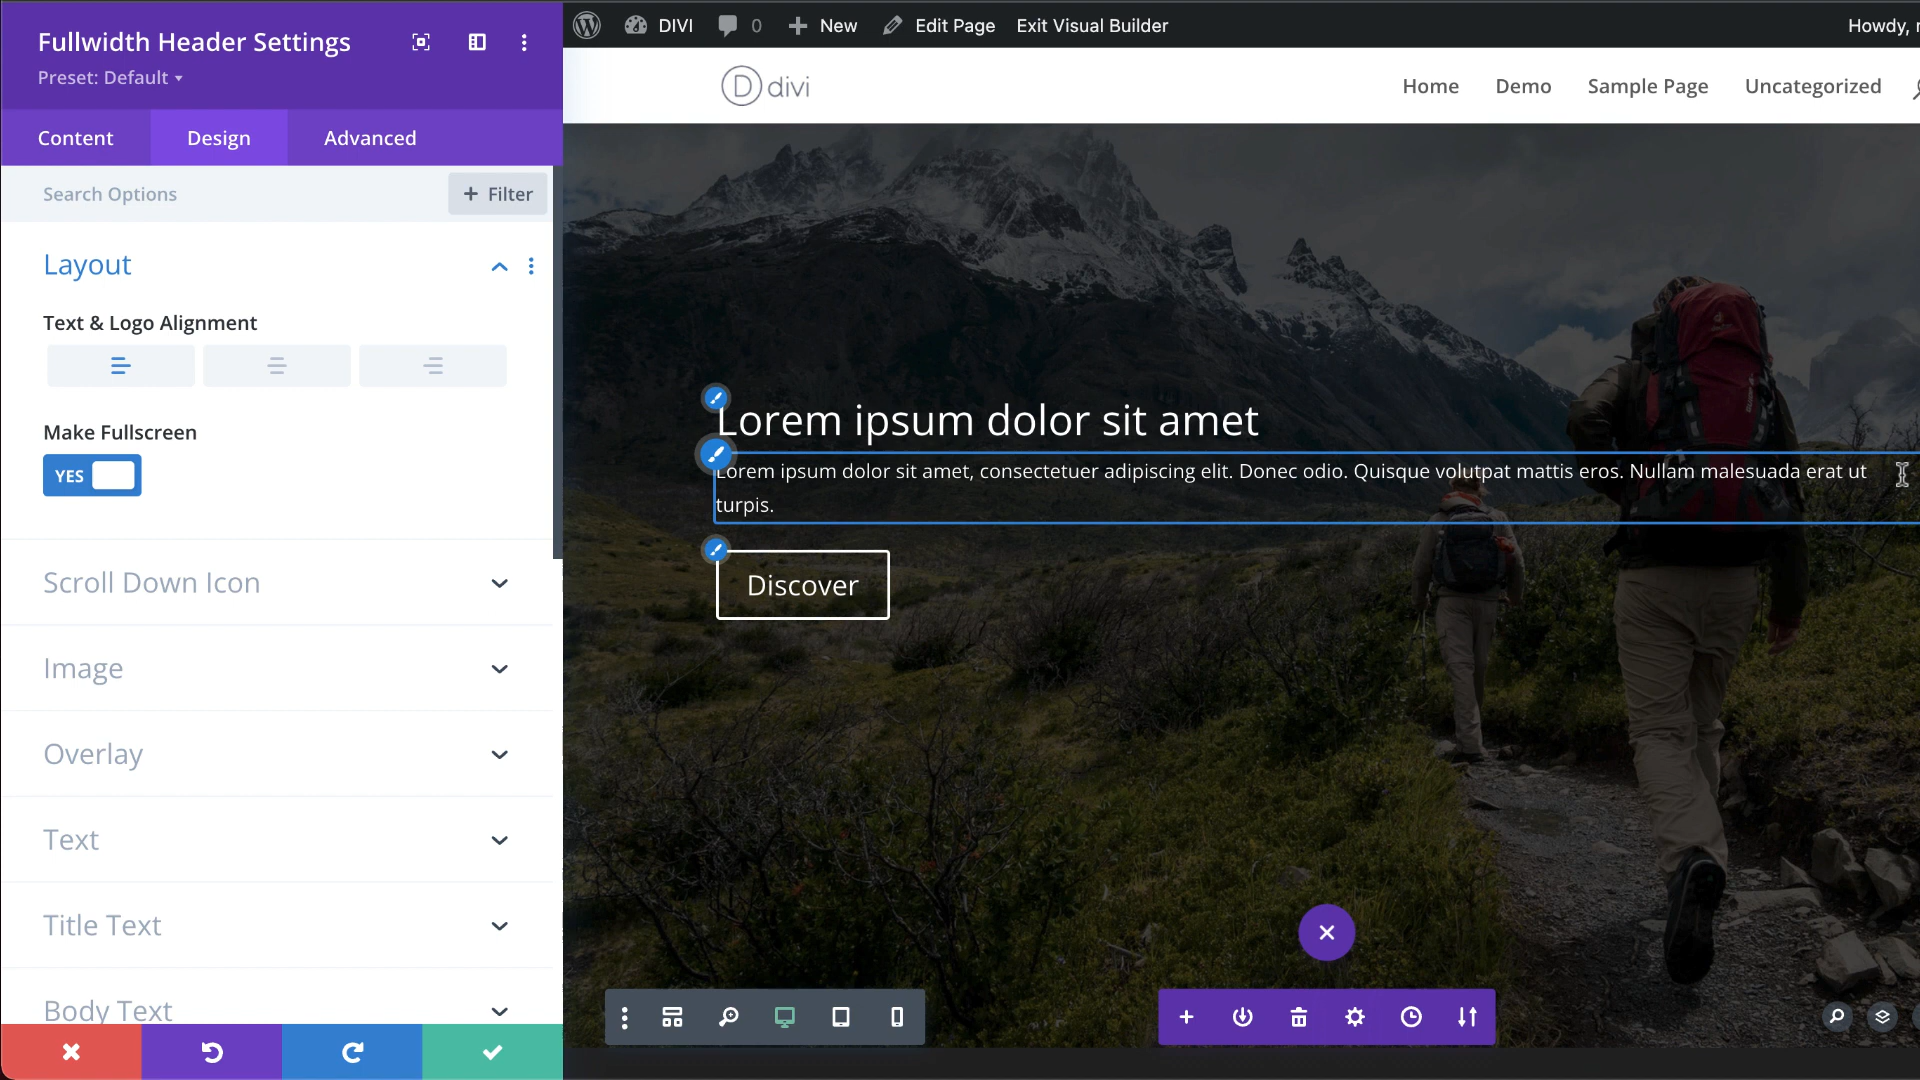 Fullwidth Header Settings
Preset: Default
Content
Design
Advanced
Search Options
+ Filter
Layout
Text & Logo Alignment
Make Fullscreen
YES
Scroll Down Icon
Image
Overlay
Text
Title Text
Body Text
DIVI
0
New
Edit Page
Exit Visual Builder
Howdy,
D divi
Home
Demo
Sample Page
Uncategorized
Lorem ipsum dolor sit amet
Lorem ipsum dolor sit amet, consectetuer adipiscing elit. Donec odio. Quisque volutpat mattis eros. Nullam malesuada erat ut
turpis.
Discover